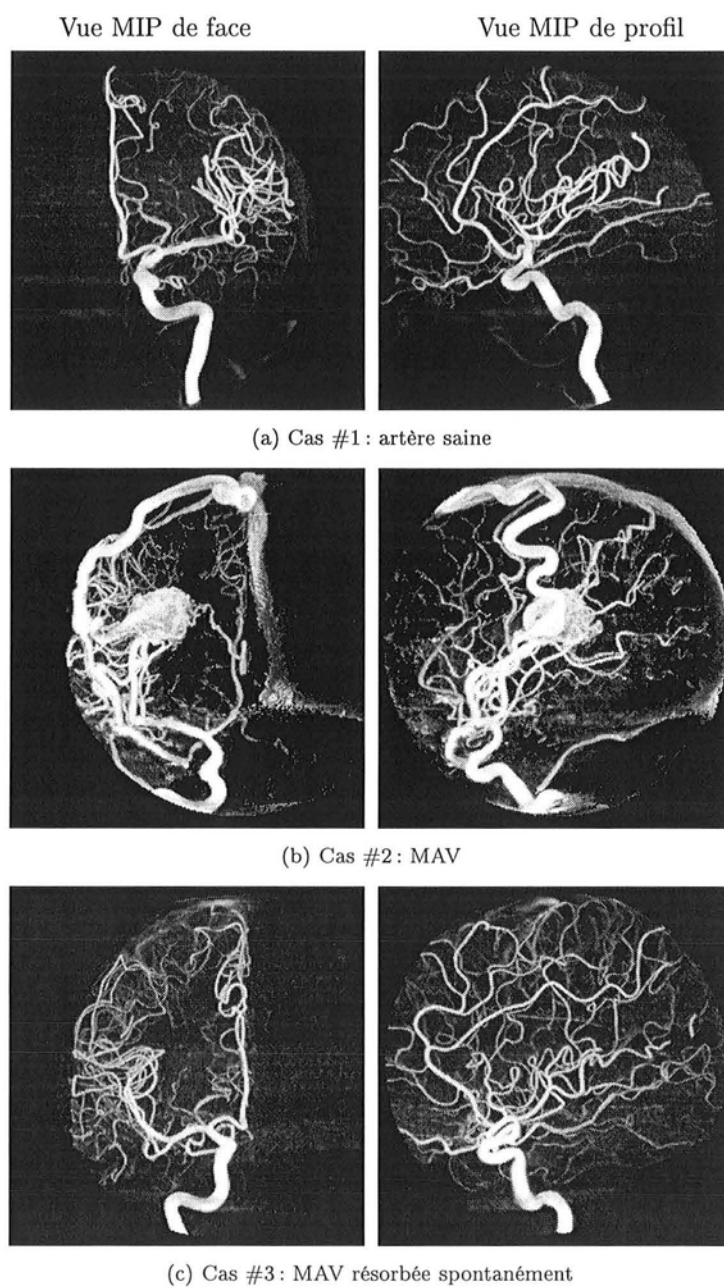 Vue MIP de face
Vue MIP de profil
(a) Cas #1 : artère saine
(b) Cas #2 : MAV
(c) Cas #3 : MAV résorbée spontanément